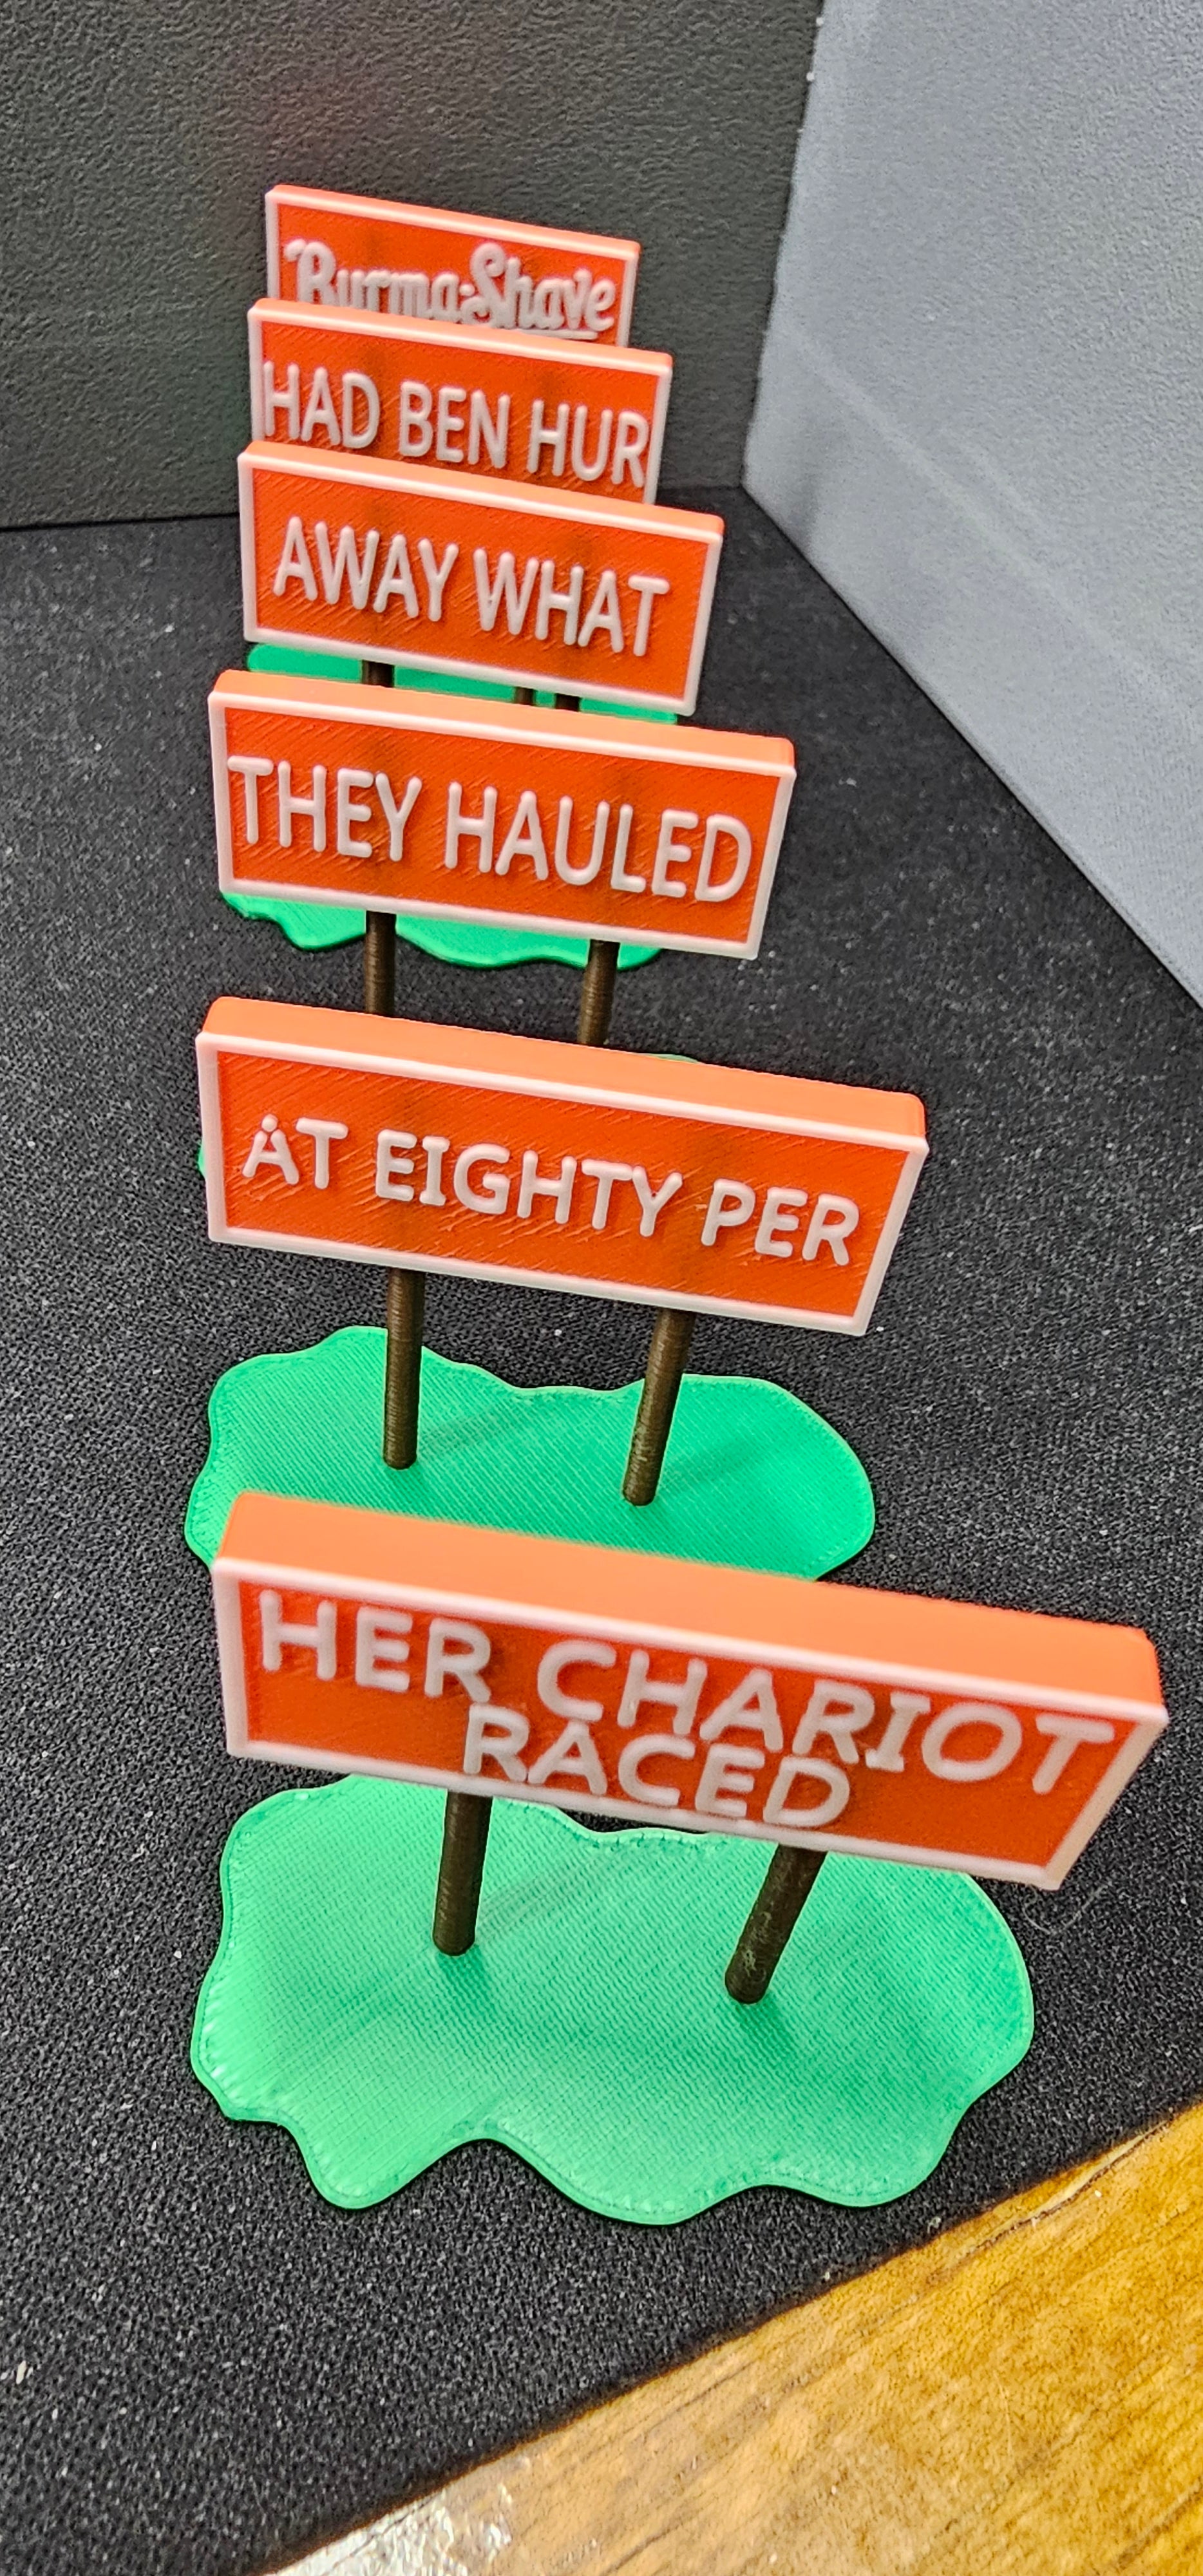 HER CHARIOT
RACED
AT EIGHTY PER
THEY HAULED
AWAY WHAT
HAD BEN HUR
Burma-Shave